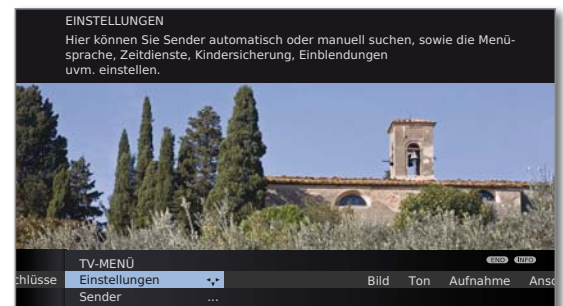 EINSTELLUNGEN
Hier können Sie Sender automatisch oder manuell suchen, sowie die Menü-
sprache, Zeitdienste, Kindersicherung, Einblendungen
uvm. einstellen.
TV-MENÜ END INFO
chlüsse Einstellungen Bild Ton Aufnahme Ansc
Sender ...